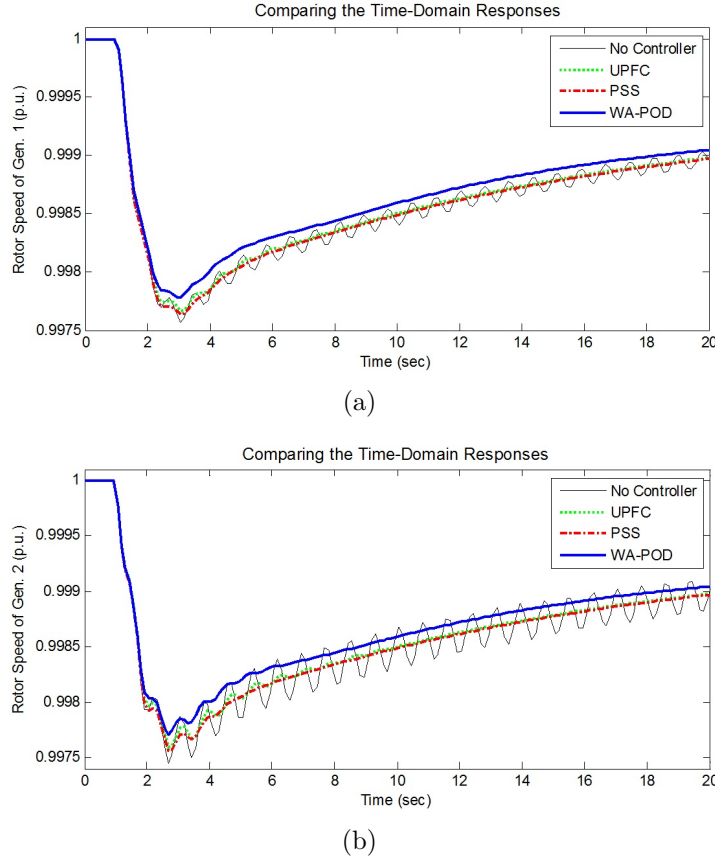 Comparing the Time-Domain Responses
Rotor Speed of Gen. 1 (p.u.)
1
0.9995
0.999
0.9985
0.998
0.9975
No Controller
UPFC
PSS
WA-POD
0 2 4 6 8 10 12 14 16 18 20
Time (sec)
(a)
Comparing the Time-Domain Responses
Rotor Speed of Gen. 2 (p.u.)
1
0.9995
0.999
0.9985
0.998
0.9975
No Controller
UPFC
PSS
WA-POD
0 2 4 6 8 10 12 14 16 18 20
Time (sec)
(b)